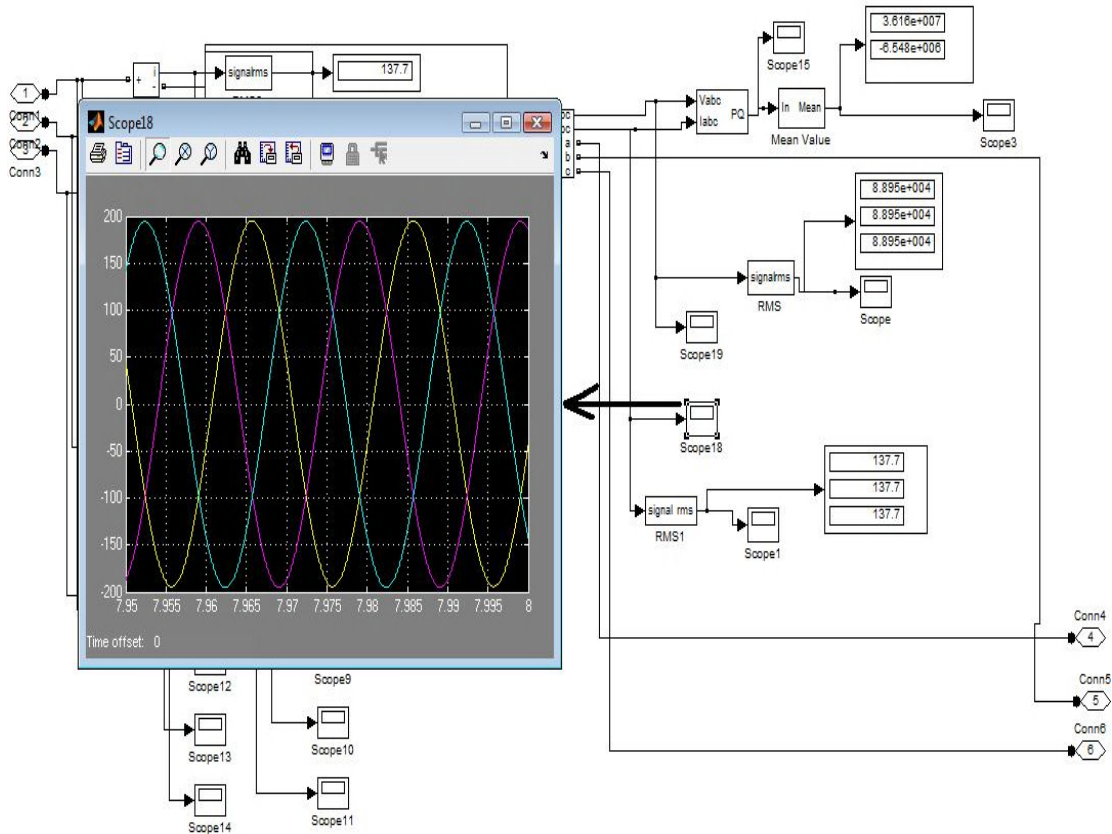 1
Conn1
2
Conn2
3
Conn3
+
i
-
signalrms
137.7
Scope18
200
150
100
50
0
-50
-100
-150
-200
7.95
7.955
7.96
7.965
7.97
7.975
7.98
7.985
7.99
7.995
8
Time offset: 0
a
b
c
Vabc
Iabc
PQ
Scope15
In Mean
Mean Value
3.616e+007
-6.548e+006
Scope3
8.895e+004
8.895e+004
8.895e+004
signalrms
RMS
Scope
Scope19
Scope18
signal rms
RMS1
Scope1
137.7
137.7
137.7
Conn4
4
Conn5
5
Conn6
6
Scope12
Scope9
Scope13
Scope10
Scope14
Scope11